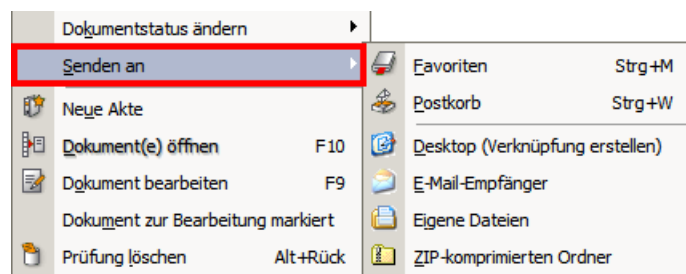 Dokumentstatus ändern
Senden an
Favoriten Strg+M
Postkorb Strg+W
Neue Akte
Dokument(e) öffnen F10
Desktop (Verknüpfung erstellen)
Dokument bearbeiten F9
E-Mail-Empfänger
Dokument zur Bearbeitung markiert
Eigene Dateien
Prüfung löschen Alt+Rück
ZIP-komprimierten Ordner